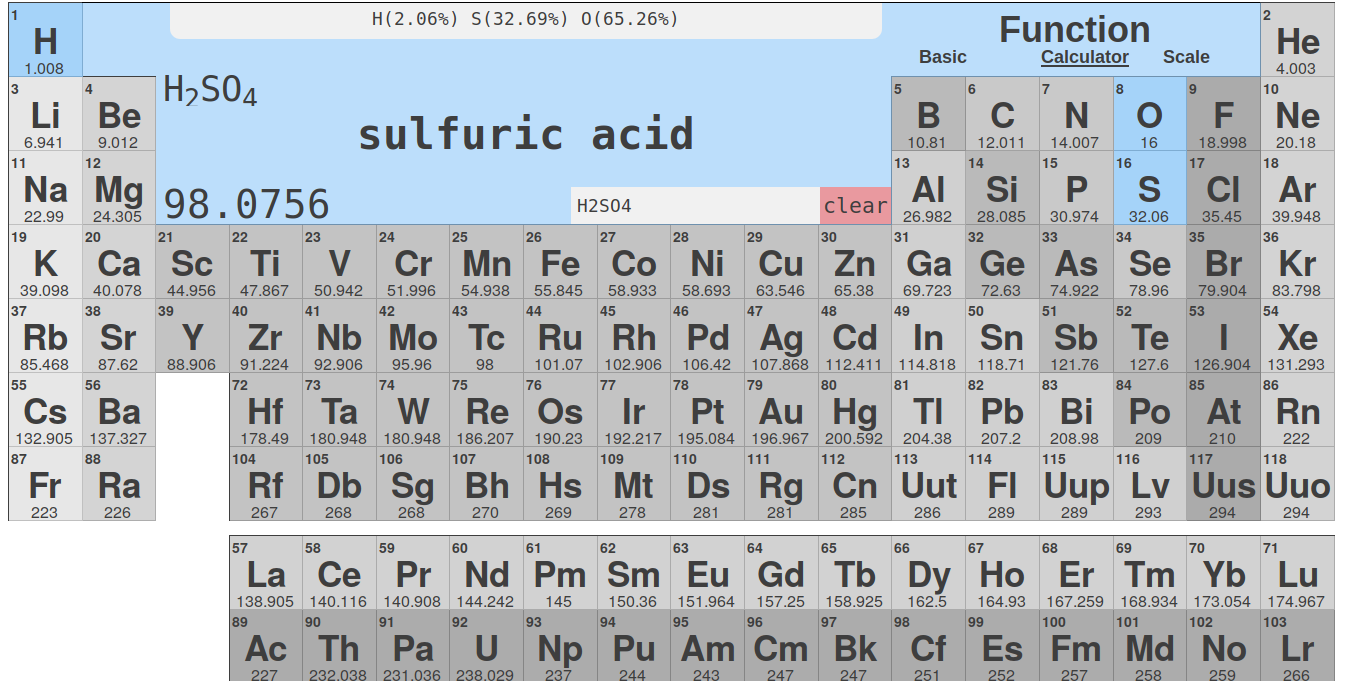 H(2.06%) S(32.69%) O(65.26%)
Function
Basic Calculator Scale
H₂SO₄
sulfuric acid
98.0756
H2SO4
clear
1 2
H He
1.008 4.003
3 4 5 6 7 8 9 10
Li Be B C N O F Ne
6.941 9.012 10.81 12.011 14.007 16 18.998 20.18
11 12 13 14 15 16 17 18
Na Mg Al Si P S Cl Ar
22.99 24.305 26.982 28.085 30.974 32.06 35.45 39.948
19 20 21 22 23 24 25 26 27 28 29 30 31 32 33 34 35 36
K Ca Sc Ti V Cr Mn Fe Co Ni Cu Zn Ga Ge As Se Br Kr
39.098 40.078 44.956 47.867 50.942 51.996 54.938 55.845 58.933 58.693 63.546 65.38 69.723 72.63 74.922 78.96 79.904 83.798
37 38 39 40 41 42 43 44 45 46 47 48 49 50 51 52 53 54
Rb Sr Y Zr Nb Mo Tc Ru Rh Pd Ag Cd In Sn Sb Te I Xe
85.468 87.62 88.906 91.224 92.906 95.96 98 101.07 102.906 106.42 107.868 112.411 114.818 118.71 121.76 127.6 126.904 131.293
55 56 72 73 74 75 76 77 78 79 80 81 82 83 84 85 86
Cs Ba Hf Ta W Re Os Ir Pt Au Hg Tl Pb Bi Po At Rn
132.905 137.327 178.49 180.948 180.948 186.207 190.23 192.217 195.084 196.967 200.592 204.38 207.2 208.98 209 210 222
87 88 104 105 106 107 108 109 110 111 112 113 114 115 116 117 118
Fr Ra Rf Db Sg Bh Hs Mt Ds Rg Cn Uut Fl Uup Lv Uus Uuo
223 226 267 268 268 270 269 278 281 281 285 286 289 289 293 294 294
57 58 59 60 61 62 63 64 65 66 67 68 69 70 71
La Ce Pr Nd Pm Sm Eu Gd Tb Dy Ho Er Tm Yb Lu
138.905 140.116 140.908 144.242 145 150.36 151.964 157.25 158.925 162.5 164.93 167.259 168.934 173.054 174.967
89 90 91 92 93 94 95 96 97 98 99 100 101 102 103
Ac Th Pa U Np Pu Am Cm Bk Cf Es Fm Md No Lr
227 232.038 231.036 238.029 237 244 243 247 247 251 252 257 258 259 266